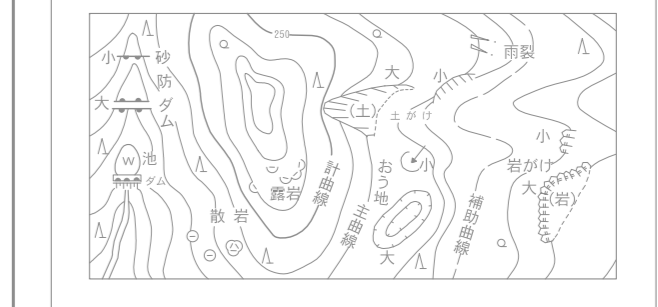 小 砂防ダム
大
池
W
ダム
250
大
(土)
土がけ
小
雨裂
小
岩がけ
大
(岩)
おう地
小
大
露岩
散岩
計曲線
主曲線
補助曲線